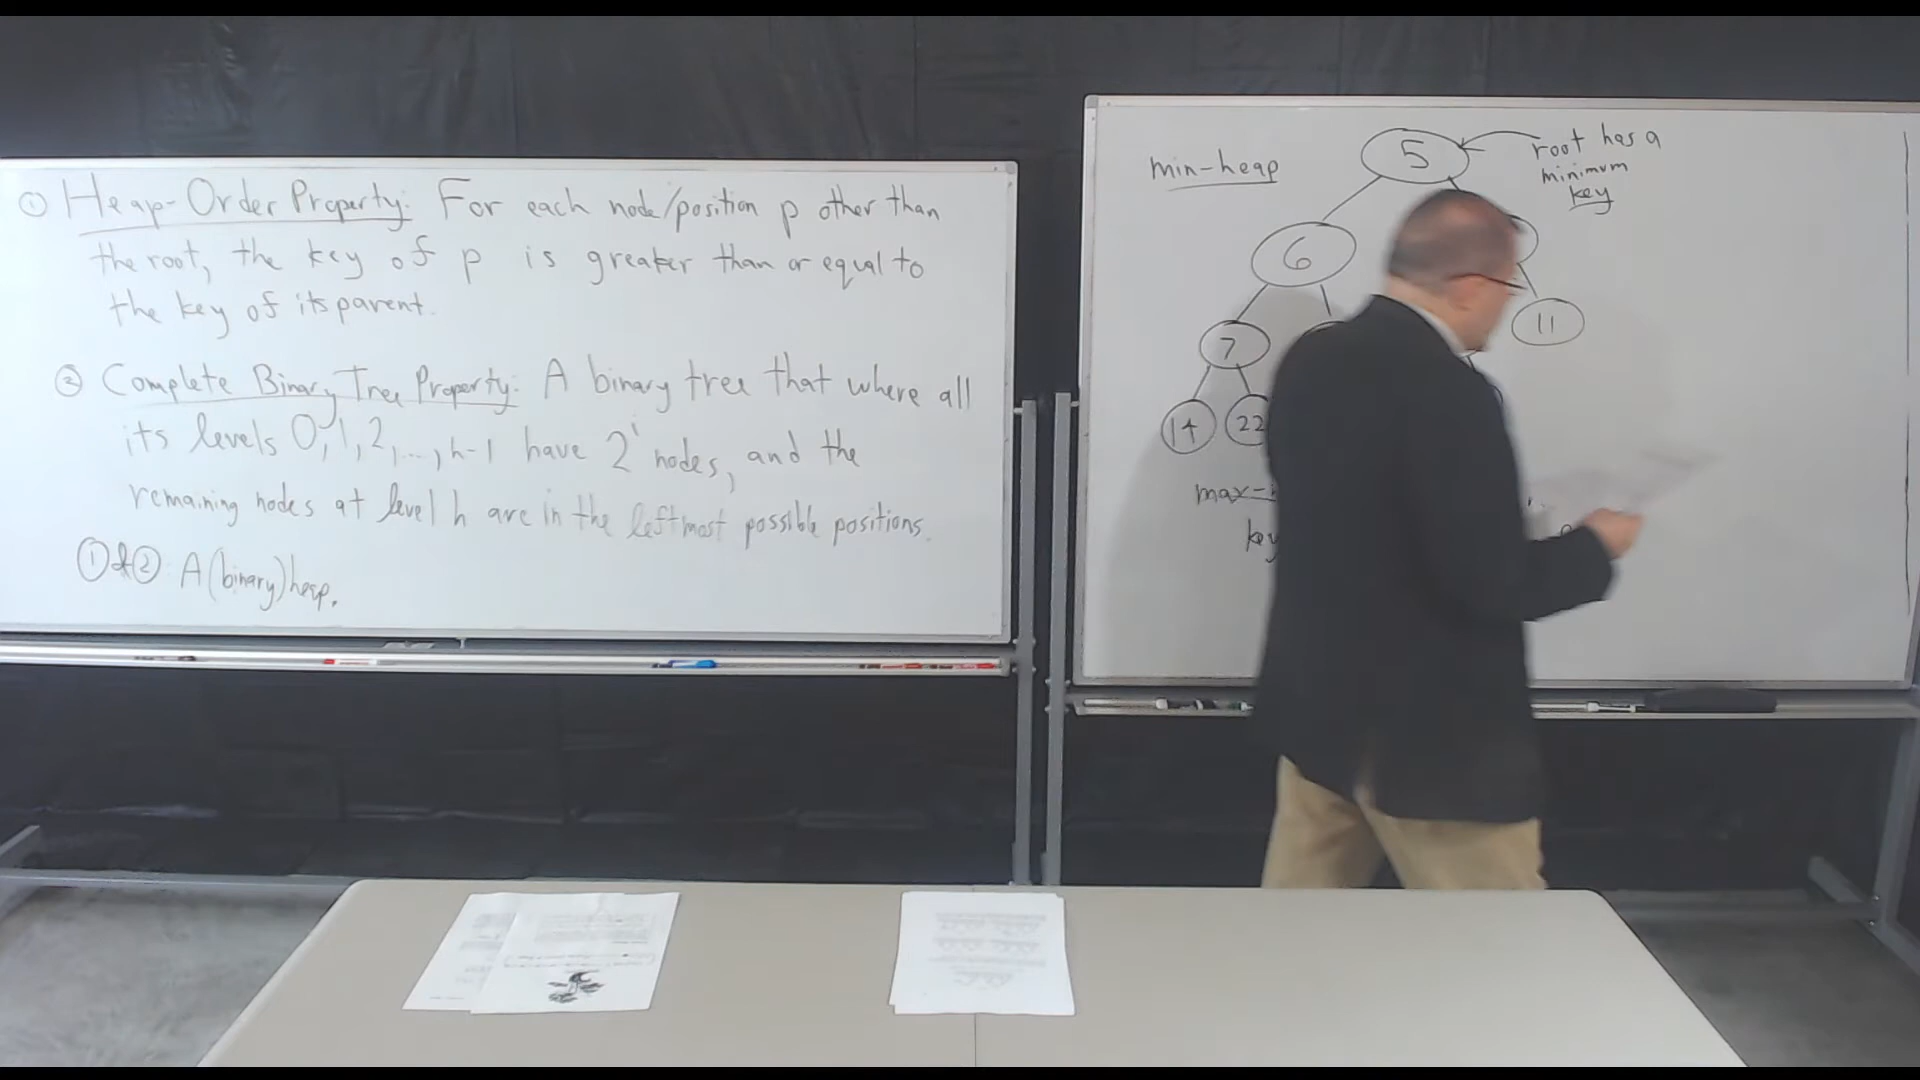 ① Heap-Order Property: For each node/position p other than
the root, the key of p is greater than or equal to
the key of its parent.
② Complete Binary Tree Property: A binary tree that where all
its levels 0, 1, 2, ..., h-1 have 2^i nodes, and the
remaining nodes at level h are in the leftmost possible positions.
① & ②: A (binary) heap.
min-heap
5
root has a
minimum
key
6
11
7
14
22
max-
key